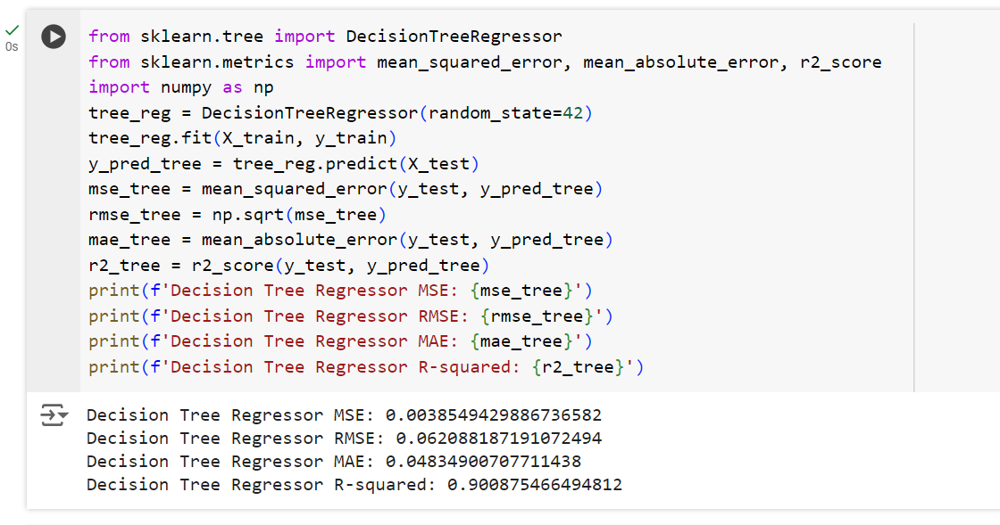 from sklearn.tree import DecisionTreeRegressor
0s
from sklearn.metrics import mean_squared_error, mean_absolute_error, r2_score
import numpy as np
tree_reg = DecisionTreeRegressor(random_state=42)
tree_reg.fit(X_train, y_train)
y_pred_tree = tree_reg.predict(X_test)
mse_tree = mean_squared_error(y_test, y_pred_tree)
rmse_tree = np.sqrt(mse_tree)
mae_tree = mean_absolute_error(y_test, y_pred_tree)
r2_tree = r2_score(y_test, y_pred_tree)
print(f'Decision Tree Regressor MSE: {mse_tree}')
print(f'Decision Tree Regressor RMSE: {rmse_tree}')
print(f'Decision Tree Regressor MAE: {mae_tree}')
print(f'Decision Tree Regressor R-squared: {r2_tree}')
Decision Tree Regressor MSE: 0.0038549429886736582
Decision Tree Regressor RMSE: 0.062088187191072494
Decision Tree Regressor MAE: 0.04834900707711438
Decision Tree Regressor R-squared: 0.900875466494812